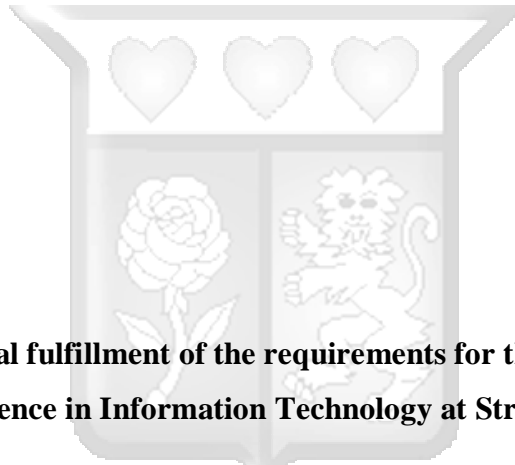 al fulfillment of the requirements for t
ence in Information Technology at Str